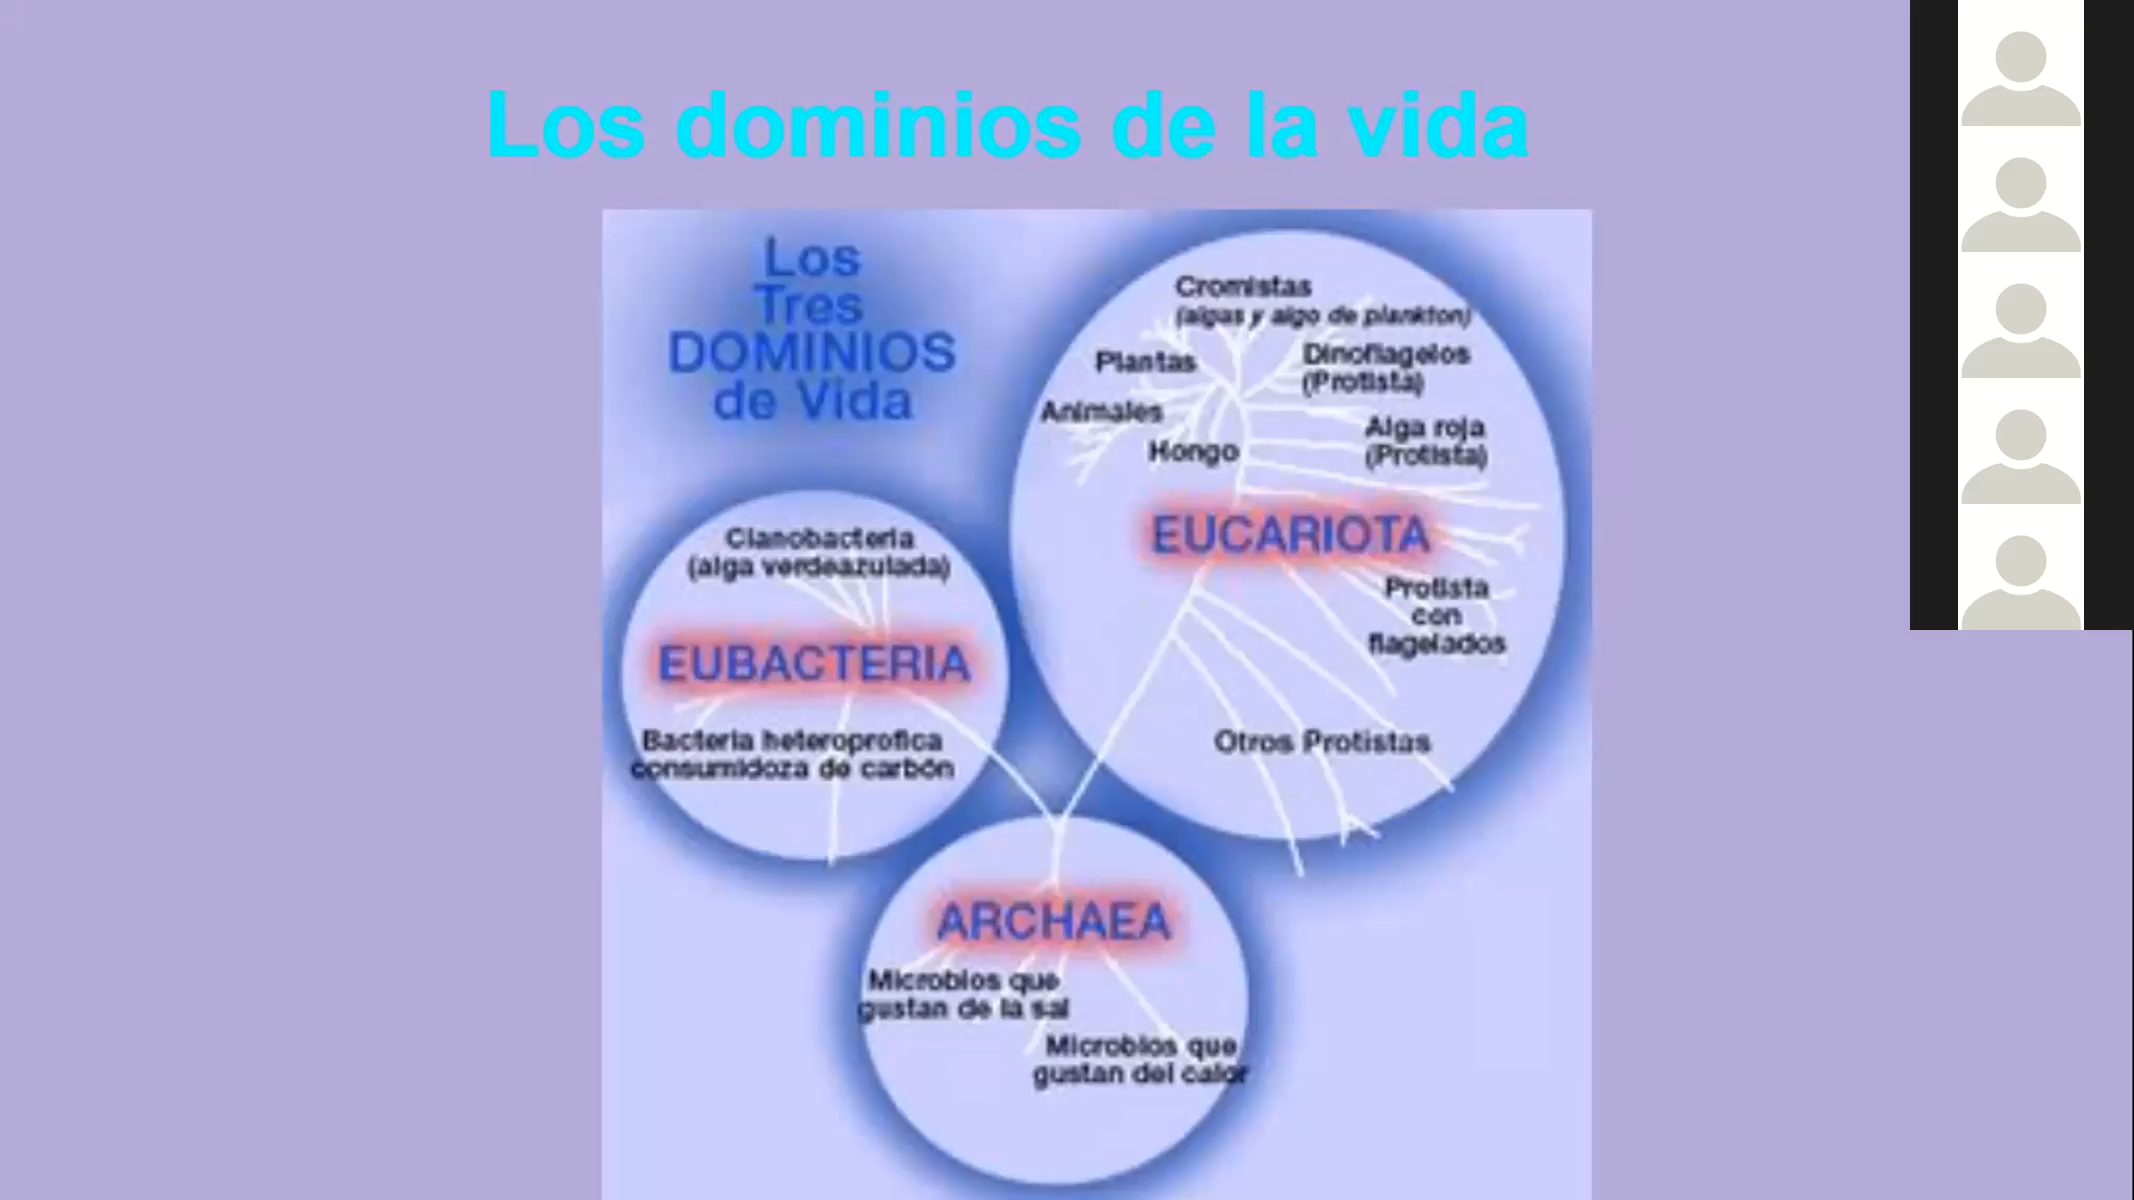 Los dominios de la vida
Los
Tres
DOMINIOS
de Vida
Cromistas
(algas y algo de plankton)
Plantas
Dinoflagelos
(Protista)
Animales
Alga roja
(Protista)
Hongo
EUCARIOTA
Protista
con
flagelados
Otros Protistas
Cianobacteria
(alga verdeazulada)
EUBACTERIA
Bacteria heteroprofica
consumidoza de carbón
ARCHAEA
Microbios que
gustan de la sal
Microbios que
gustan del calor